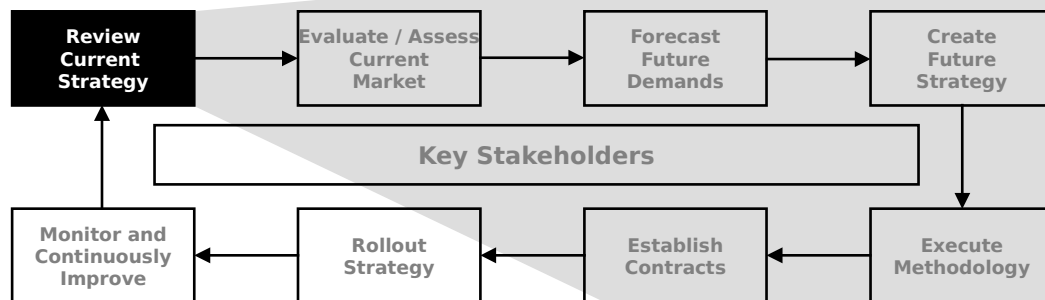 Review
Current
Strategy
Evaluate / Assess
Current
Market
Forecast
Future
Demands
Create
Future
Strategy
Key Stakeholders
Monitor and
Continuously
Improve
Rollout
Strategy
Establish
Contracts
Execute
Methodology